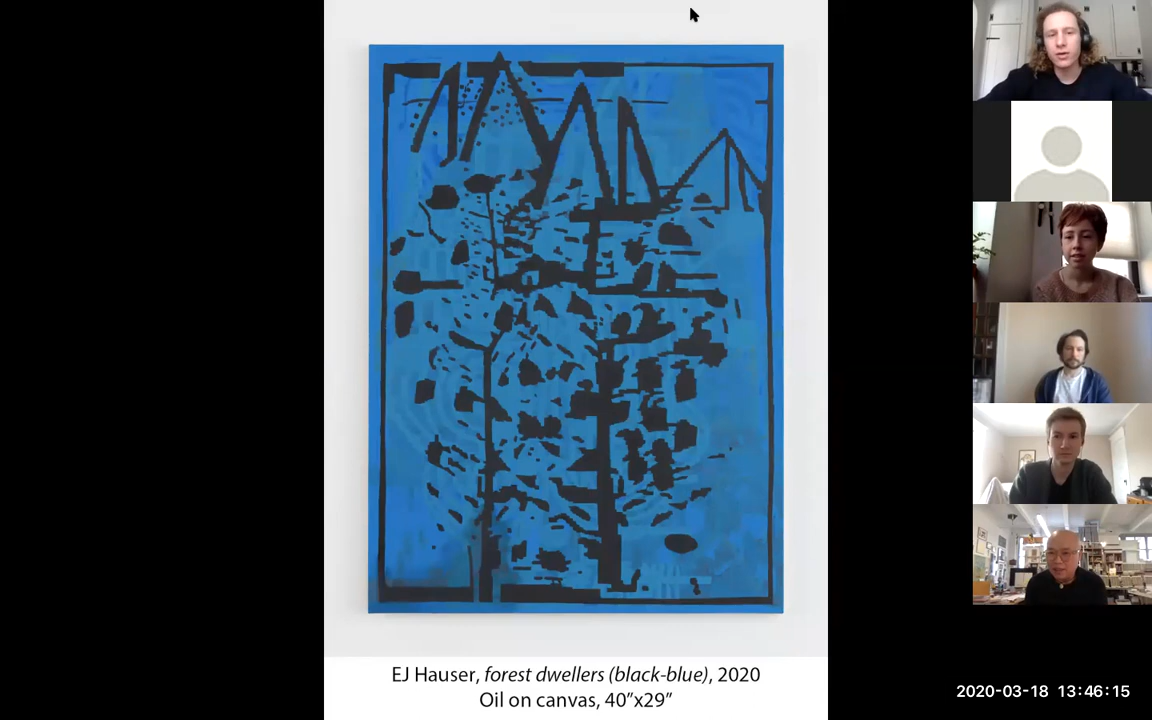 EJ Hauser, forest dwellers (black-blue), 2020
Oil on canvas, 40”x29”
2020-03-18 13:46:15